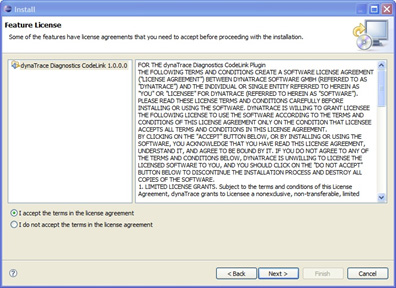 Install
Feature License
Some of the features have license agreements that you need to accept before proceeding with the installation.
dynaTrace Diagnostics CodeLink 1.0.0.0
FOR THE dynaTrace Diagnostics CodeLink Plugin
THE FOLLOWING TERMS AND CONDITIONS CREATE A SOFTWARE LICENSE AGREEMENT
("LICENSE AGREEMENT") BETWEEN DYNATRACE SOFTWARE GMBH (REFERRED TO AS
"DYNATRACE") AND THE INDIVIDUAL OR SINGLE ENTITY REFERRED TO HEREIN AS
"YOU" OR "LICENSEE" FOR DYNATRACE (REFERRED TO HEREIN AS "SOFTWARE").
PLEASE READ THESE LICENSE TERMS AND CONDITIONS CAREFULLY BEFORE
INSTALLING OR USING THE SOFTWARE. DYNATRACE IS WILLING TO GRANT LICENSEE
THE FOLLOWING LICENSE TO USE THE SOFTWARE ACCORDING TO THE TERMS AND
CONDITIONS OF THIS LICENSE AGREEMENT ONLY ON THE CONDITION THAT LICENSEE
ACCEPTS ALL TERMS AND CONDITIONS IN THIS LICENSE AGREEMENT.
BY CLICKING ON THE "ACCEPT" BUTTON BELOW, OR BY INSTALLING OR USING THE
SOFTWARE, YOU ACKNOWLEDGE THAT YOU HAVE READ THIS LICENSE AGREEMENT,
UNDERSTAND IT, AND AGREE TO BE BOUND BY IT. IF YOU DO NOT AGREE TO ANY OF
THE TERMS AND CONDITIONS BELOW, DYNATRACE IS UNWILLING TO LICENSE THE
LICENSED SOFTWARE TO YOU, AND YOU SHOULD CLICK ON THE "DO NOT ACCEPT"
BUTTON BELOW TO DISCONTINUE THE INSTALLATION PROCESS AND DESTROY ALL
COPIES OF THE SOFTWARE.
1. LIMITED LICENSE GRANTS. Subject to the terms and conditions of this License
Agreement, dynaTrace grants to Licensee a nonexclusive, non-transferable, limited
I accept the terms in the license agreement
I do not accept the terms in the license agreement
< Back
Next >
Finish
Cancel